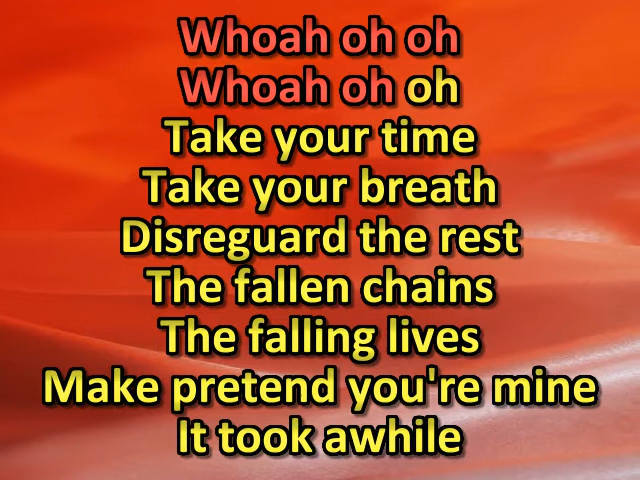 Whoah oh oh
Whoah oh oh
Take your time
Take your breath
Disreguard the rest
The fallen chains
The falling lives
Make pretend you're mine
It took awhile